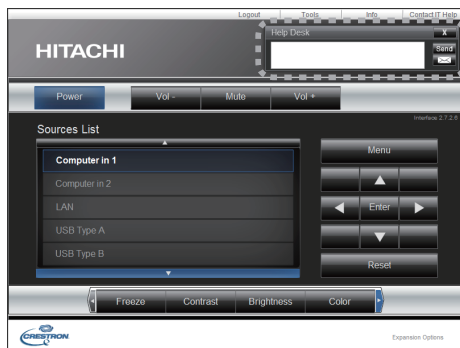 Logout Tools Info Contact IT Help
Help Desk X
HITACHI
Send
Power Vol - Mute Vol +
Interface 2.7.2.6
Sources List
Computer in 1
Computer in 2
LAN
USB Type A
USB Type B
Menu
Enter
Reset
Freeze Contrast Brightness Color
CRESTRON
Expansion Options